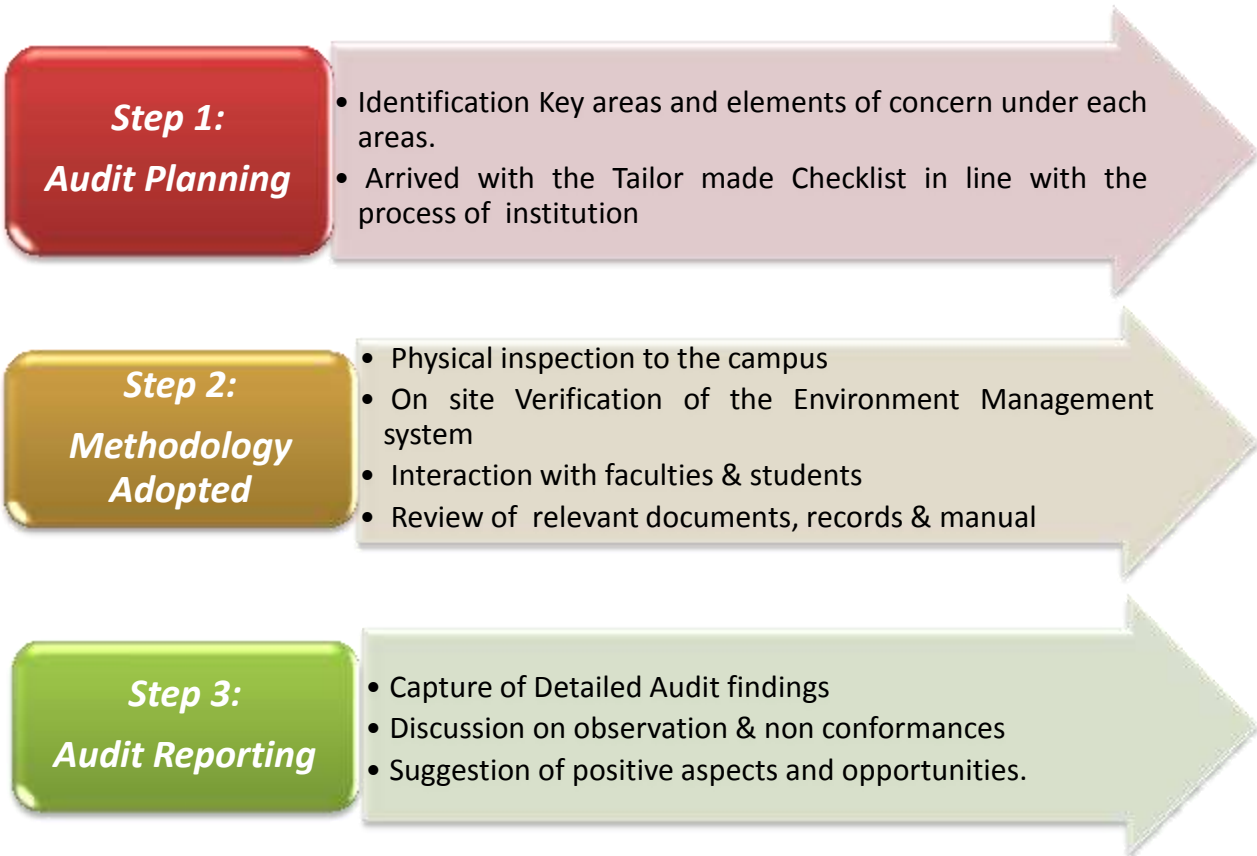 Step 1:
Audit Planning
• Identification Key areas and elements of concern under each
areas.
• Arrived with the Tailor made Checklist in line with the
process of institution
Step 2:
Methodology
Adopted
• Physical inspection to the campus
• On site Verification of the Environment Management
system
• Interaction with faculties & students
• Review of relevant documents, records & manual
Step 3:
Audit Reporting
• Capture of Detailed Audit findings
• Discussion on observation & non conformances
• Suggestion of positive aspects and opportunities.